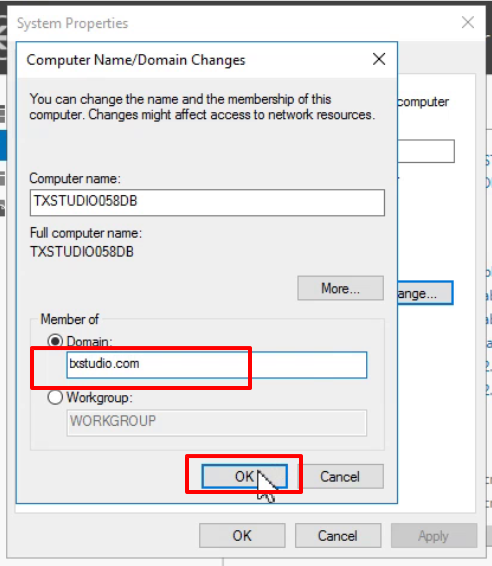 System Properties
Computer Name/Domain Changes
You can change the name and the membership of this
computer. Changes might affect access to network resources.
computer
Computer name:
TXSTUDIO058DB
Full computer name:
TXSTUDIO058DB
More...
ange...
Member of
Domain:
txstudio.com
Workgroup:
WORKGROUP
OK
Cancel
OK
Cancel
Apply